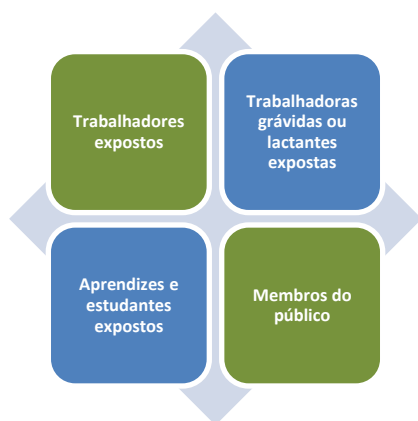 Trabalhadores
expostos
Trabalhadoras
grávidas ou
lactantes
expostas
Aprendizes e
estudantes
expostos
Membros do
público